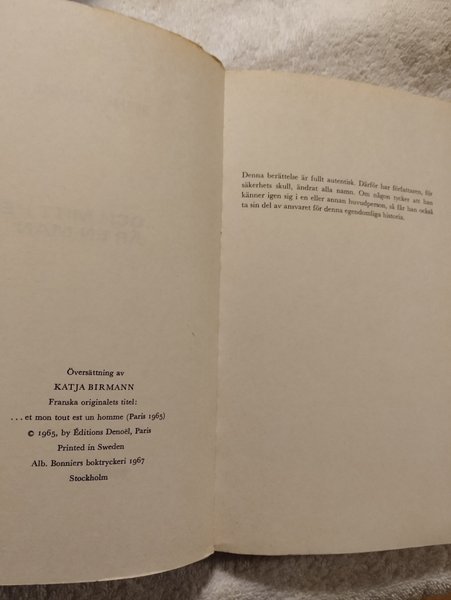 Översättning av
KATJA BIRMANN
Franska originalets titel:
...et mon tout est un homme (Paris 1965)
© 1965, by Éditions Denoël, Paris
Printed in Sweden
Alb. Bonniers boktryckeri 1967
Stockholm
Denna berättelse är fullt autentisk. Därför har författaren, för
säkerhets skull, ändrat alla namn. Om någon tycker att han
känner igen sig i en eller annan huvudperson, så får han också
ta sin del av ansvaret för denna egendomliga historia.